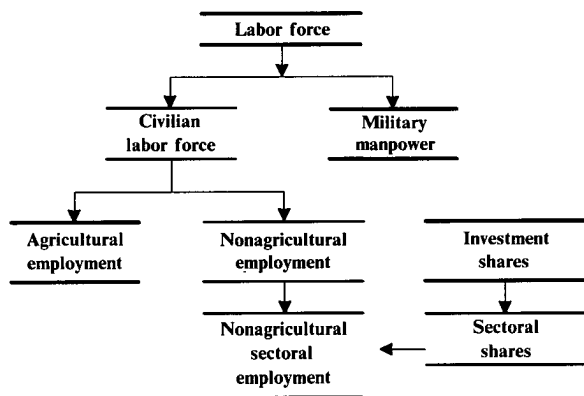 Labor force
Civilian
labor force
Military
manpower
Agricultural
employment
Nonagricultural
employment
Investment
shares
Nonagricultural
sectoral
employment
Sectoral
shares